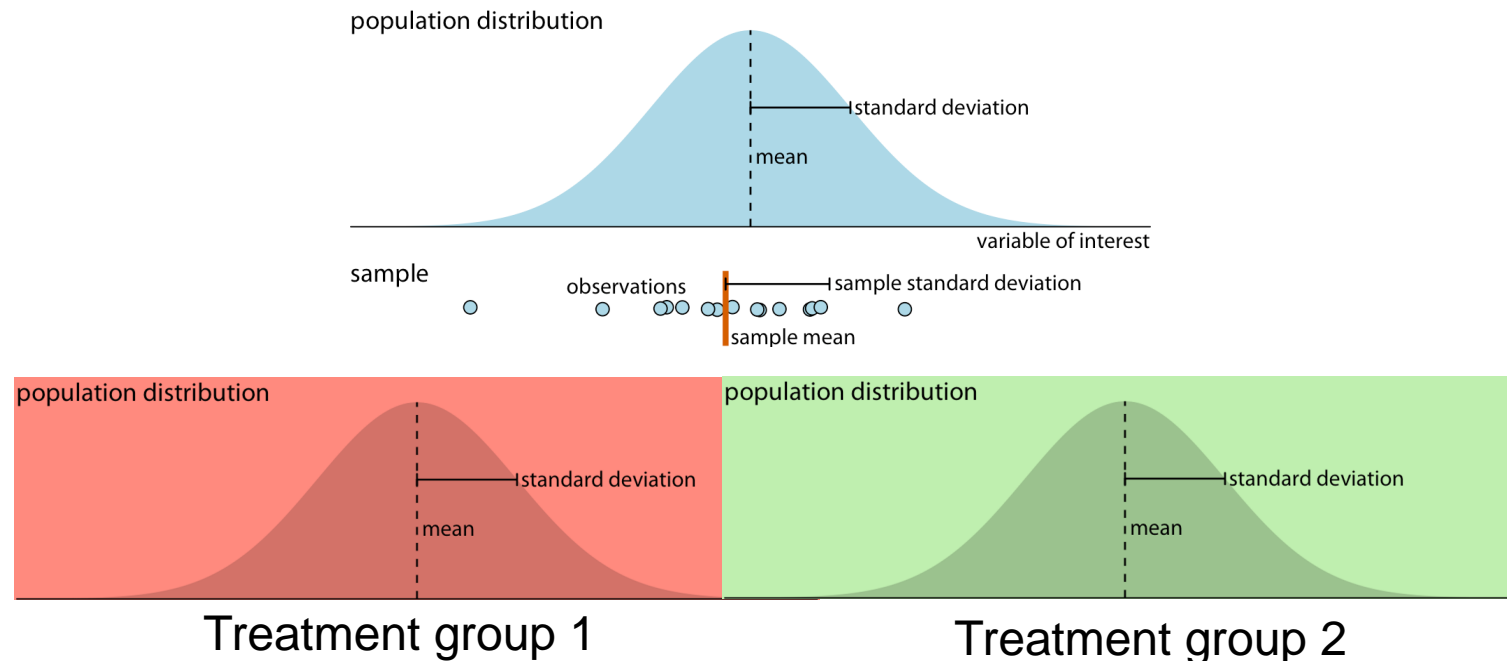 population distribution
standard deviation
mean
variable of interest
sample
observations
sample standard deviation
sample mean
population distribution
standard deviation
mean
Treatment group 1
population distribution
standard deviation
mean
Treatment group 2